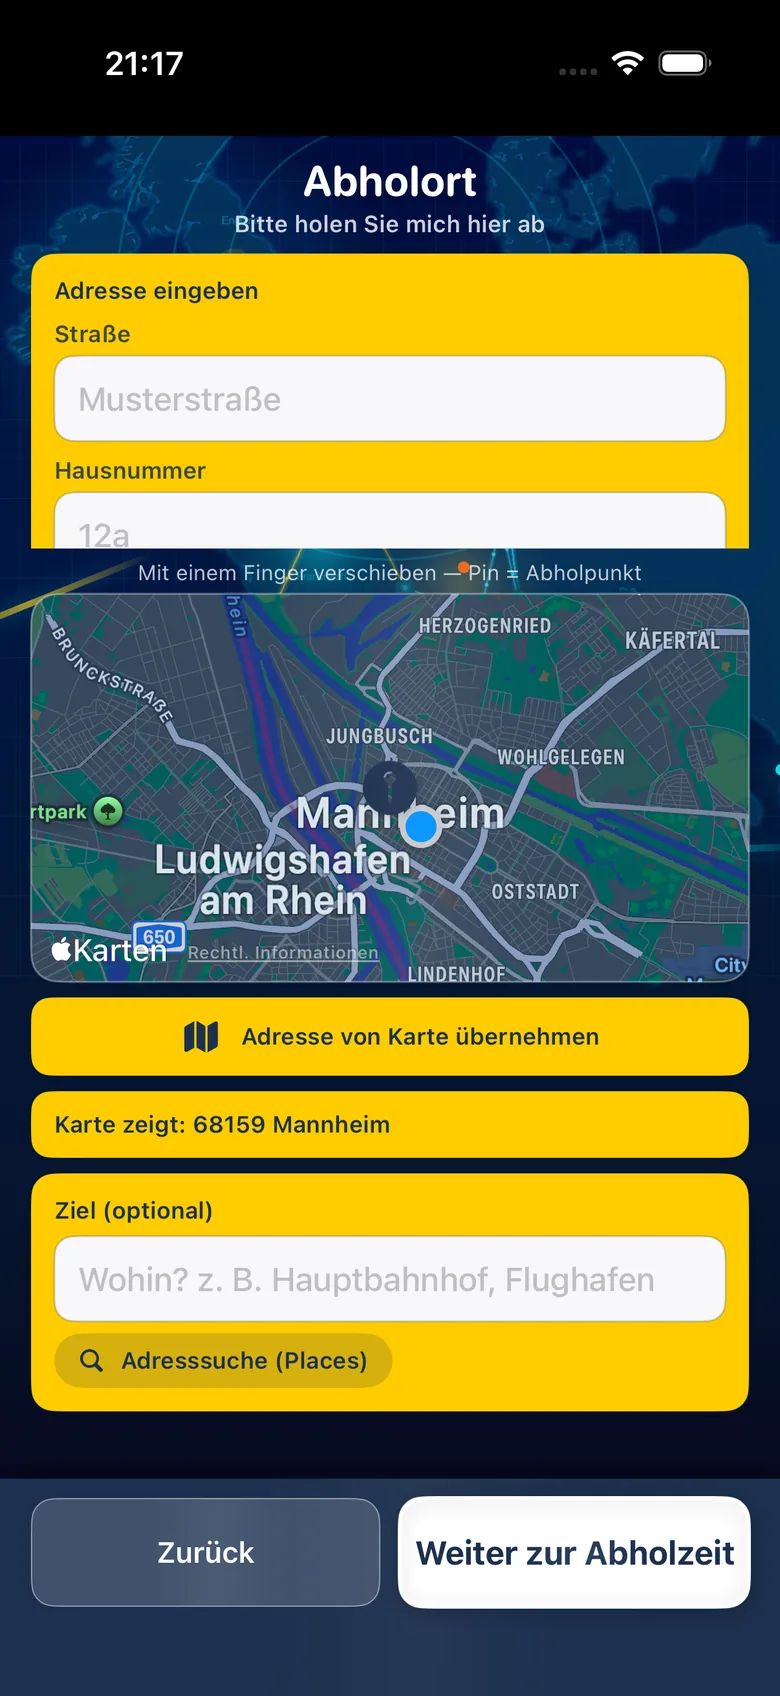 21:17
Abholort
Bitte holen Sie mich hier ab
Adresse eingeben
Straße
Musterstraße
Hausnummer
12a
Mit einem Finger verschieben — Pin = Abholpunkt
hein
HERZOGENRIED
KÄFERTAL
BRUNCKSTRAßE
JUNGBUSCH
WOHLGELEGEN
rtpark
Mannheim
Ludwigshafen
am Rhein
OSTSTADT
650
Karten
Rechtl. Informationen
LINDENHOF
City
Adresse von Karte übernehmen
Karte zeigt: 68159 Mannheim
Ziel (optional)
Wohin? z. B. Hauptbahnhof, Flughafen
Adresssuche (Places)
Zurück
Weiter zur Abholzeit